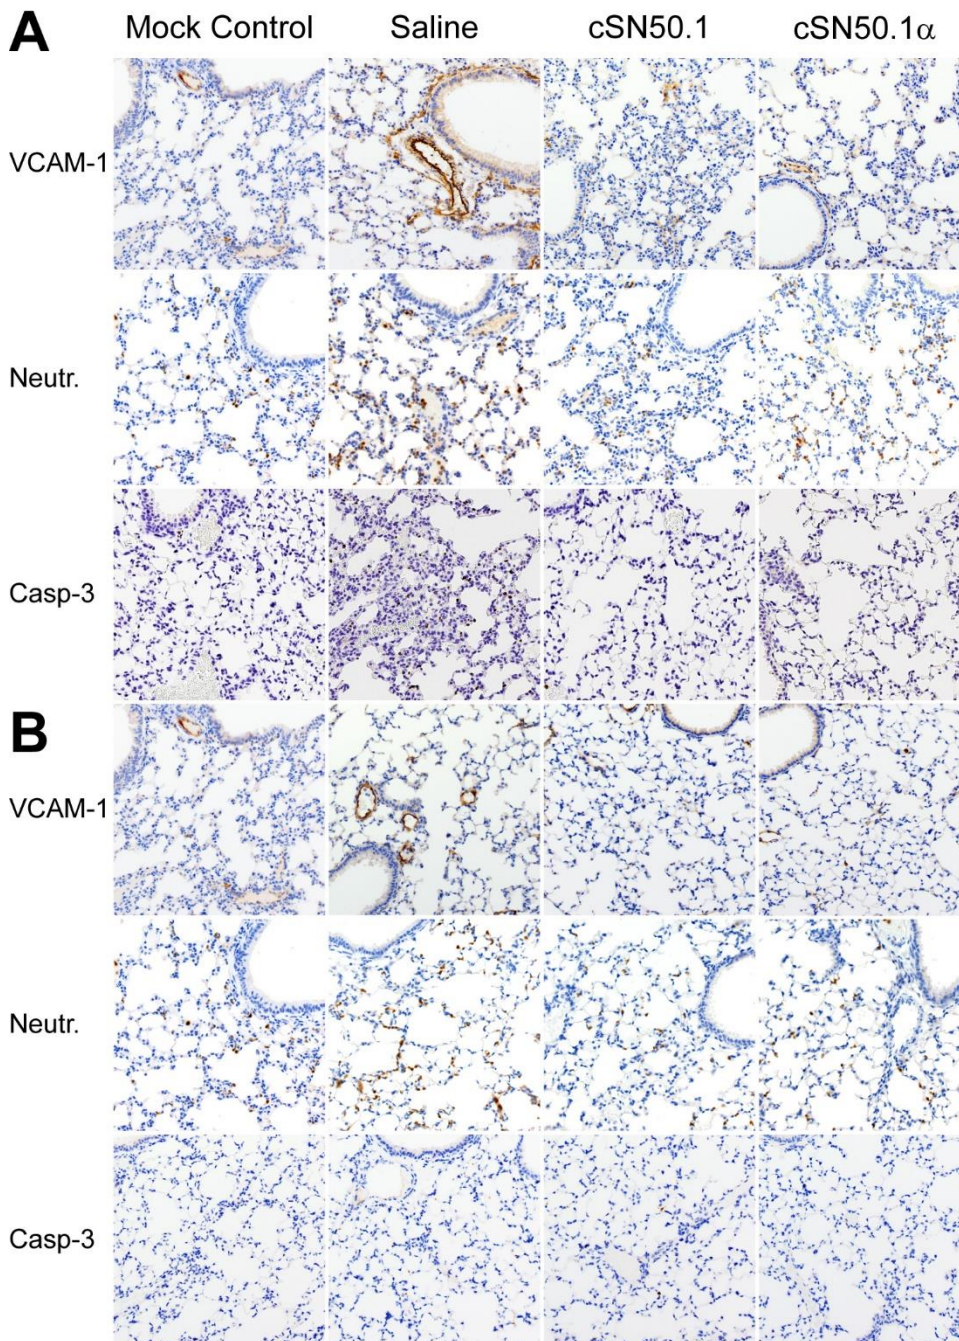 A
Mock Control Saline cSN50.1 cSN50.1α
VCAM-1
Neutr.
Casp-3
B
VCAM-1
Neutr.
Casp-3